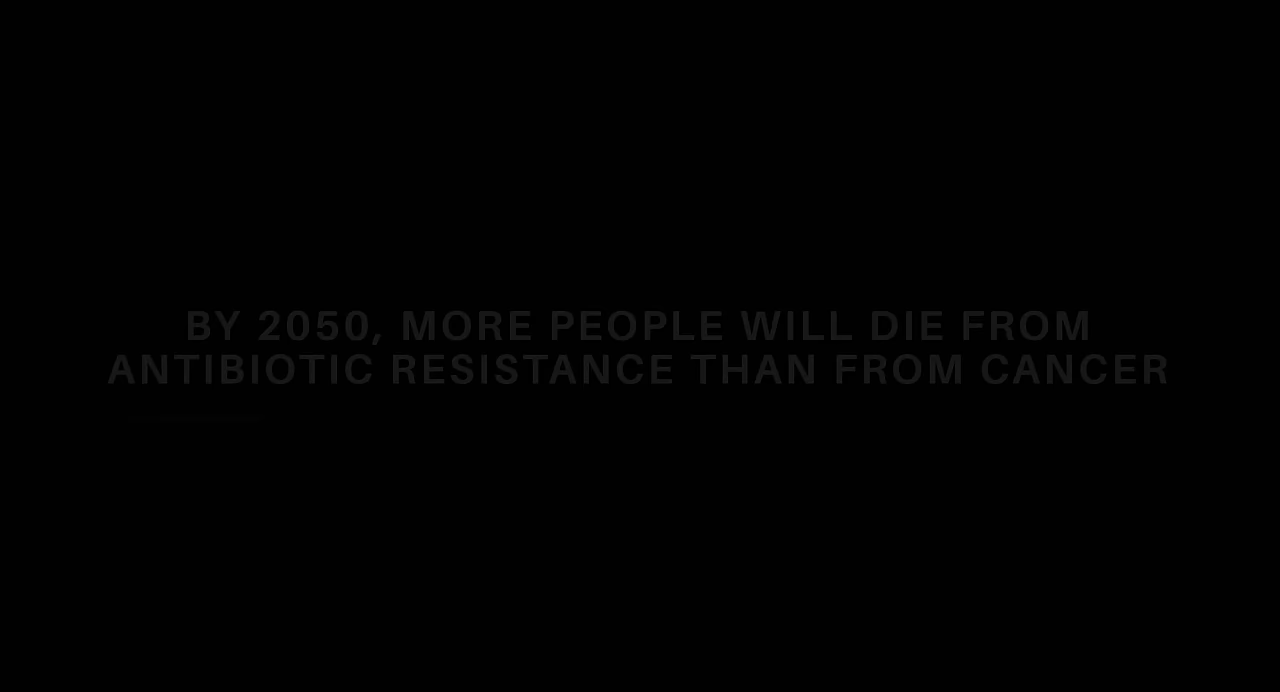 BY 2050, MORE PEOPLE WILL DIE FROM
ANTIBIOTIC RESISTANCE THAN FROM CANCER